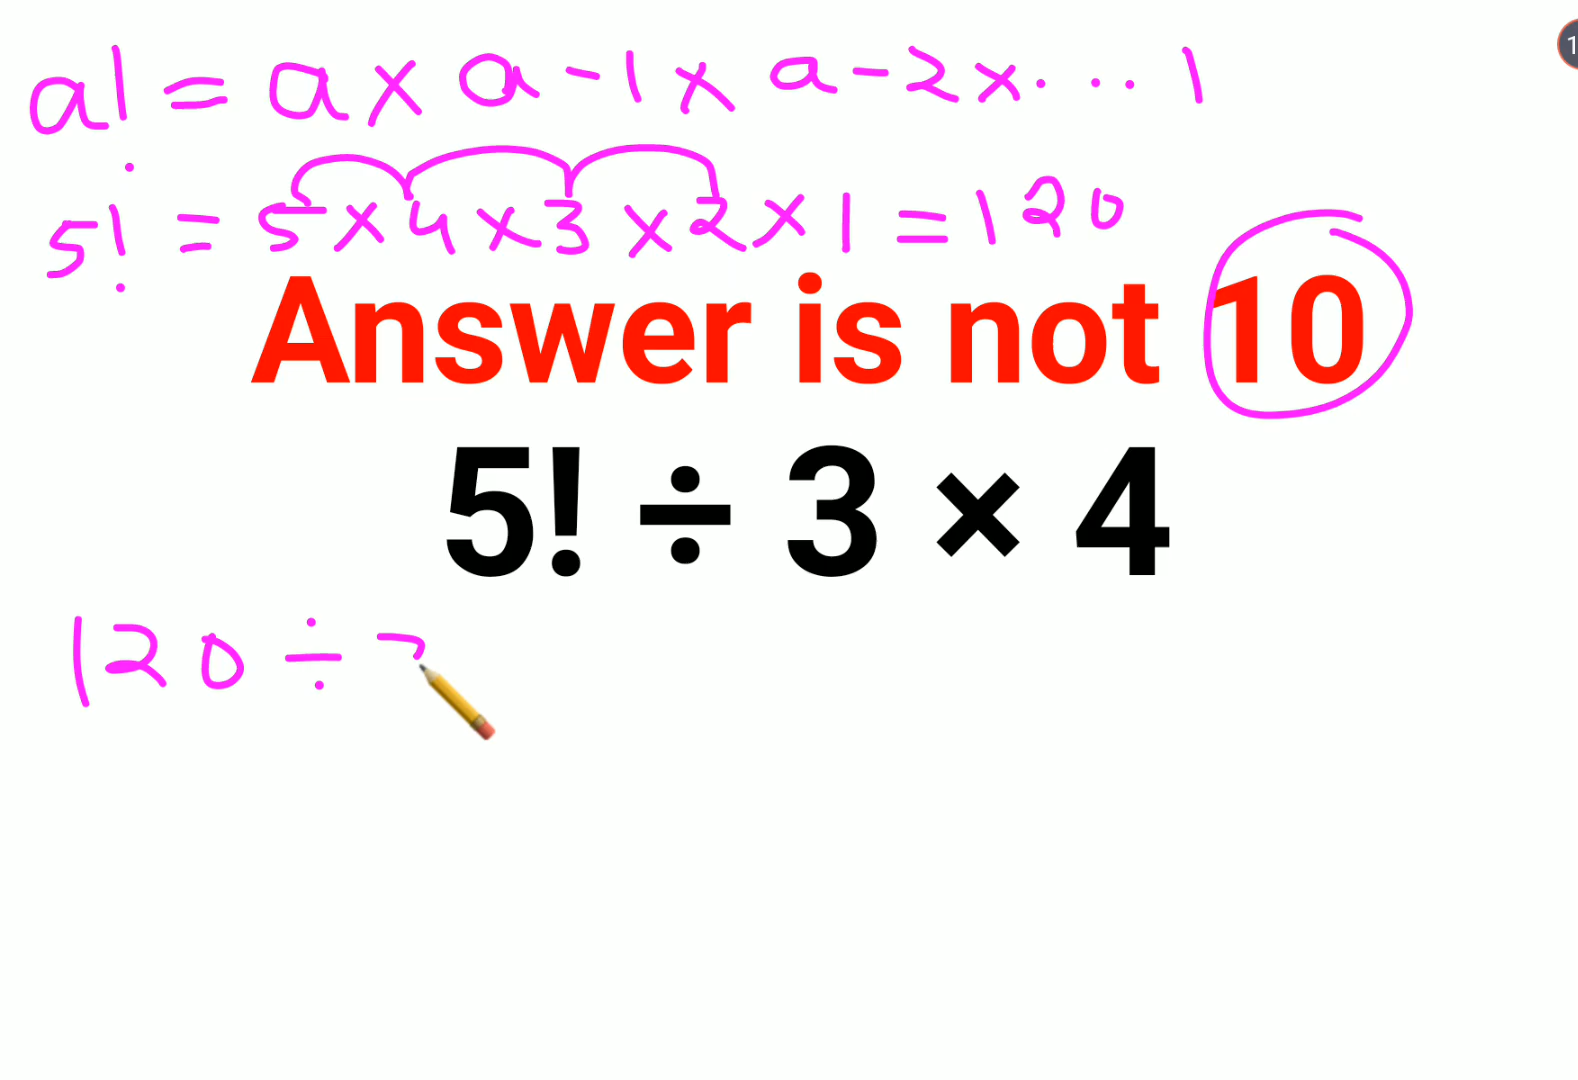 a! = a × a - 1 × a - 2 × . . . 1
5! = 5 × 4 × 3 × 2 × 1 = 120
Answer is not 10
5! ÷ 3 × 4
120 ÷